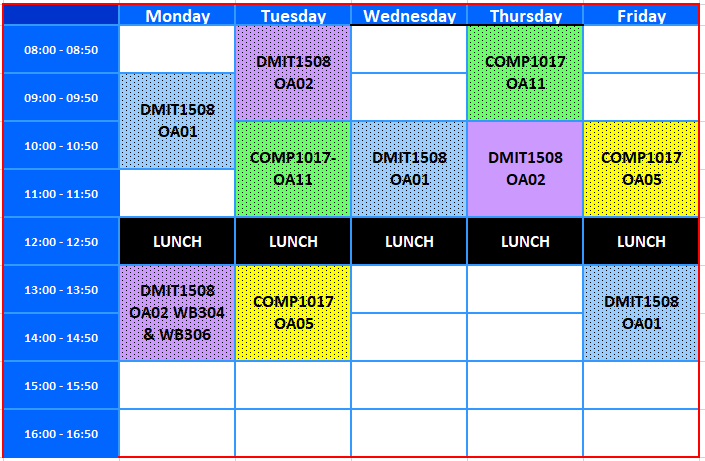 Monday Tuesday Wednesday Thursday Friday
08:00 - 08:50
DMIT1508
OA02
COMP1017
OA11
09:00 - 09:50
DMIT1508
OA01
10:00 - 10:50
COMP1017-
OA11
DMIT1508
OA01
DMIT1508
OA02
COMP1017
OA05
11:00 - 11:50
12:00 - 12:50 LUNCH LUNCH LUNCH LUNCH LUNCH
13:00 - 13:50
DMIT1508
OA02 WB304
& WB306
COMP1017
OA05
DMIT1508
OA01
14:00 - 14:50
15:00 - 15:50
16:00 - 16:50